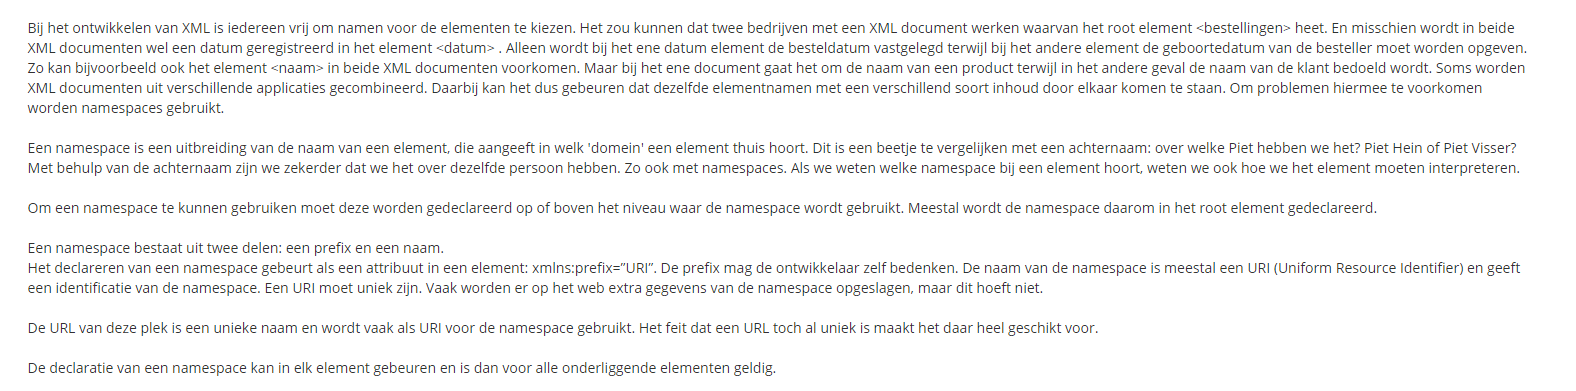 Bij het ontwikkelen van XML is iedereen vrij om namen voor de elementen te kiezen. Het zou kunnen dat twee bedrijven met een XML document werken waarvan het root element <bestellingen> heet. En misschien wordt in beide
XML documenten wel een datum geregistreerd in het element <datum> . Alleen wordt bij het ene datum element de besteldatum vastgelegd terwijl bij het andere element de geboortedatum van de besteller moet worden opgeven.
Zo kan bijvoorbeeld ook het element <naam> in beide XML documenten voorkomen. Maar bij het ene document gaat het om de naam van een product terwijl in het andere geval de naam van de klant bedoeld wordt. Soms worden
XML documenten uit verschillende applicaties gecombineerd. Daarbij kan het dus gebeuren dat dezelfde elementnamen met een verschillend soort inhoud door elkaar komen te staan. Om problemen hiermee te voorkomen
worden namespaces gebruikt.

Een namespace is een uitbreiding van de naam van een element, die aangeeft in welk 'domein' een element thuis hoort. Dit is een beetje te vergelijken met een achternaam: over welke Piet hebben we het? Piet Hein of Piet Visser?
Met behulp van de achternaam zijn we zekerder dat we het over dezelfde persoon hebben. Zo ook met namespaces. Als we weten welke namespace bij een element hoort, weten we ook hoe we het element moeten interpreteren.

Om een namespace te kunnen gebruiken moet deze worden gedeclareerd op of boven het niveau waar de namespace wordt gebruikt. Meestal wordt de namespace daarom in het root element gedeclareerd.

Een namespace bestaat uit twee delen: een prefix en een naam.
Het declareren van een namespace gebeurt als een attribuut in een element: xmlns:prefix=”URI”. De prefix mag de ontwikkelaar zelf bedenken. De naam van de namespace is meestal een URI (Uniform Resource Identifier) en geeft
een identificatie van de namespace. Een URI moet uniek zijn. Vaak worden er op het web extra gegevens van de namespace opgeslagen, maar dit hoeft niet.

De URL van deze plek is een unieke naam en wordt vaak als URI voor de namespace gebruikt. Het feit dat een URL toch al uniek is maakt het daar heel geschikt voor.

De declaratie van een namespace kan in elk element gebeuren en is dan voor alle onderliggende elementen geldig.